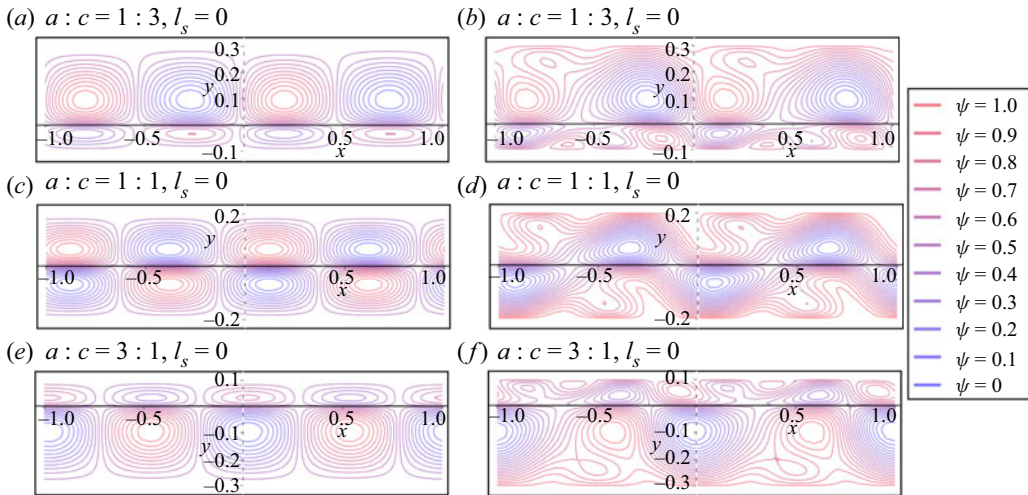 (a) a : c = 1 : 3, l_s = 0
(b) a : c = 1 : 3, l_s = 0
0.3
0.2
y
0.1
–1.0
–0.5
0.5
1.0
x
–0.1
0.3
0.2
y
0.1
–1.0
–0.5
0.5
1.0
x
–0.1
(c) a : c = 1 : 1, l_s = 0
(d) a : c = 1 : 1, l_s = 0
0.2
y
–1.0
–0.5
0.5
1.0
x
–0.2
0.2
y
–1.0
–0.5
0.5
1.0
x
–0.2
(e) a : c = 3 : 1, l_s = 0
(f) a : c = 3 : 1, l_s = 0
0.1
–1.0
–0.5
0.5
1.0
x
–0.1
y
–0.2
–0.3
0.1
–1.0
–0.5
0.5
1.0
x
–0.1
y
–0.2
–0.3
ψ = 1.0
ψ = 0.9
ψ = 0.8
ψ = 0.7
ψ = 0.6
ψ = 0.5
ψ = 0.4
ψ = 0.3
ψ = 0.2
ψ = 0.1
ψ = 0